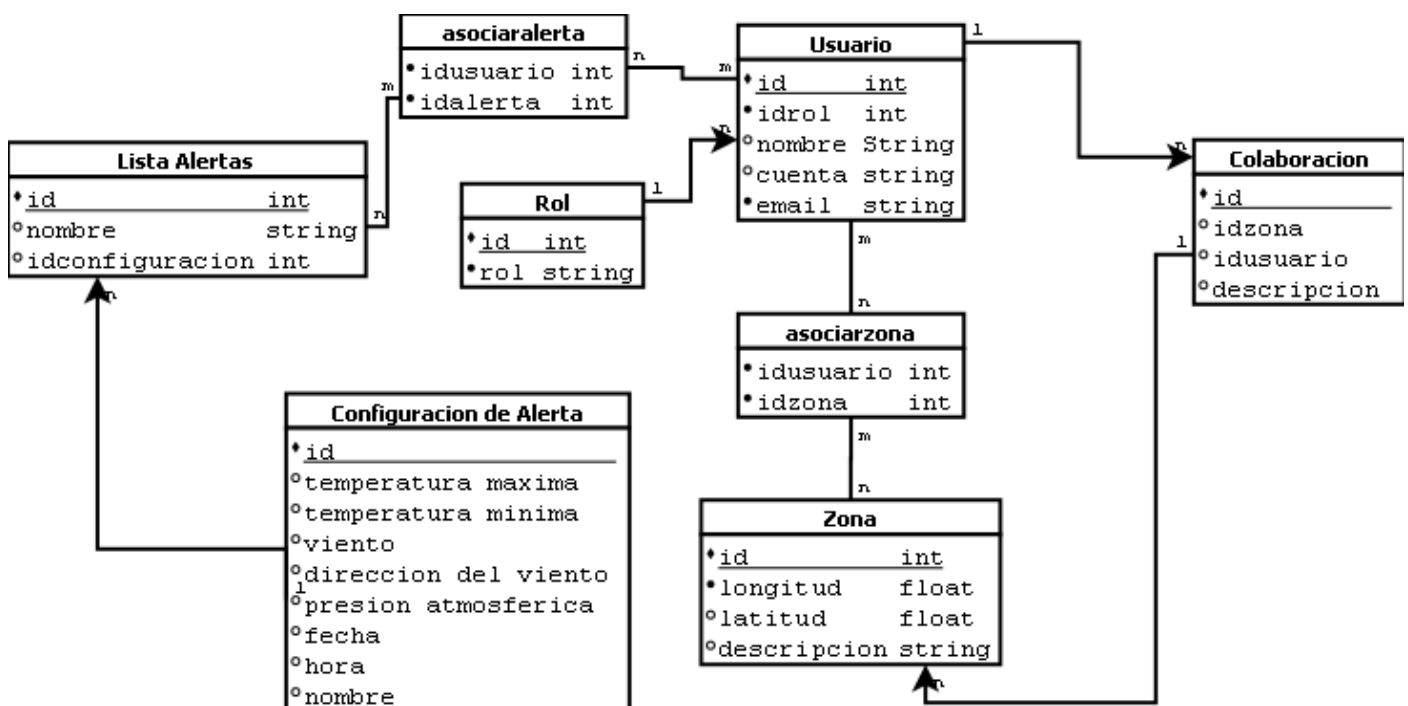 asociaralerta
idusuario int
idalerta int
n
m
m
Usuario
id int
idrol int
nombre String
cuenta string
email string
l
n
n
m
Lista Alertas
id int
nombre string
idconfiguracion int
n
n
Rol
id int
rol string
l
Colaboracion
id
idzona
idusuario
descripcion
l
n
asociarzona
idusuario int
idzona int
m
n
Configuracion de Alerta
id
temperatura maxima
temperatura minima
viento
direccion del viento
l
presion atmosferica
fecha
hora
nombre
Zona
id int
longitud float
latitud float
descripcion string
n